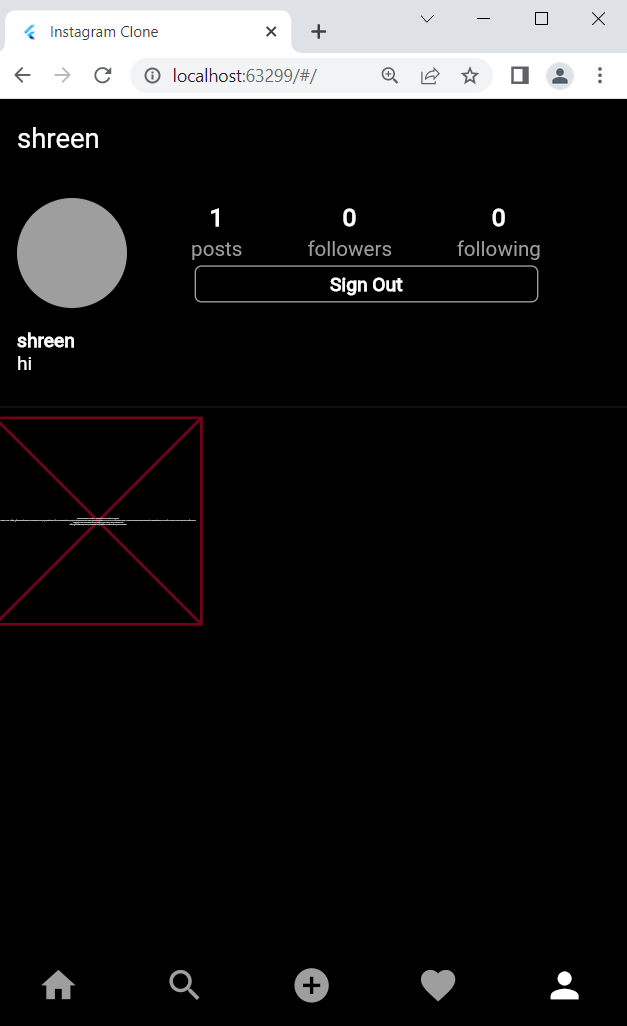 Instagram Clone
localhost:63299/#/
shreen
1 0 0
posts followers following
Sign Out
shreen
hi